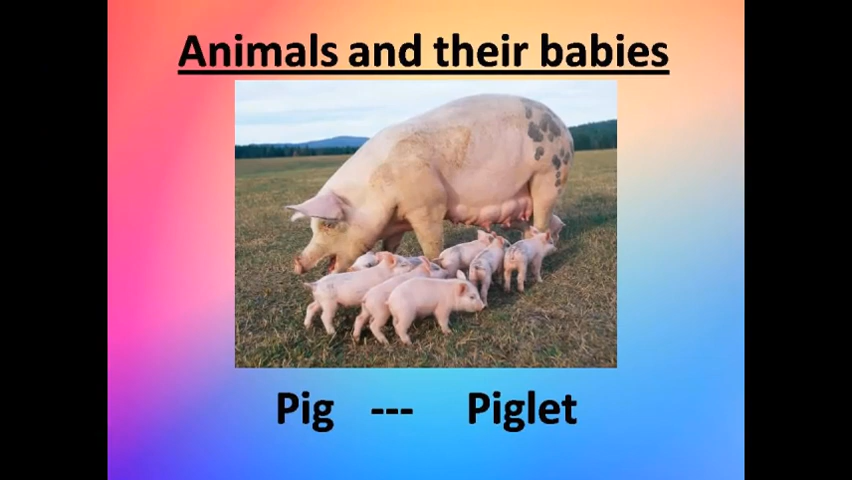 Animals and their babies
Pig --- Piglet